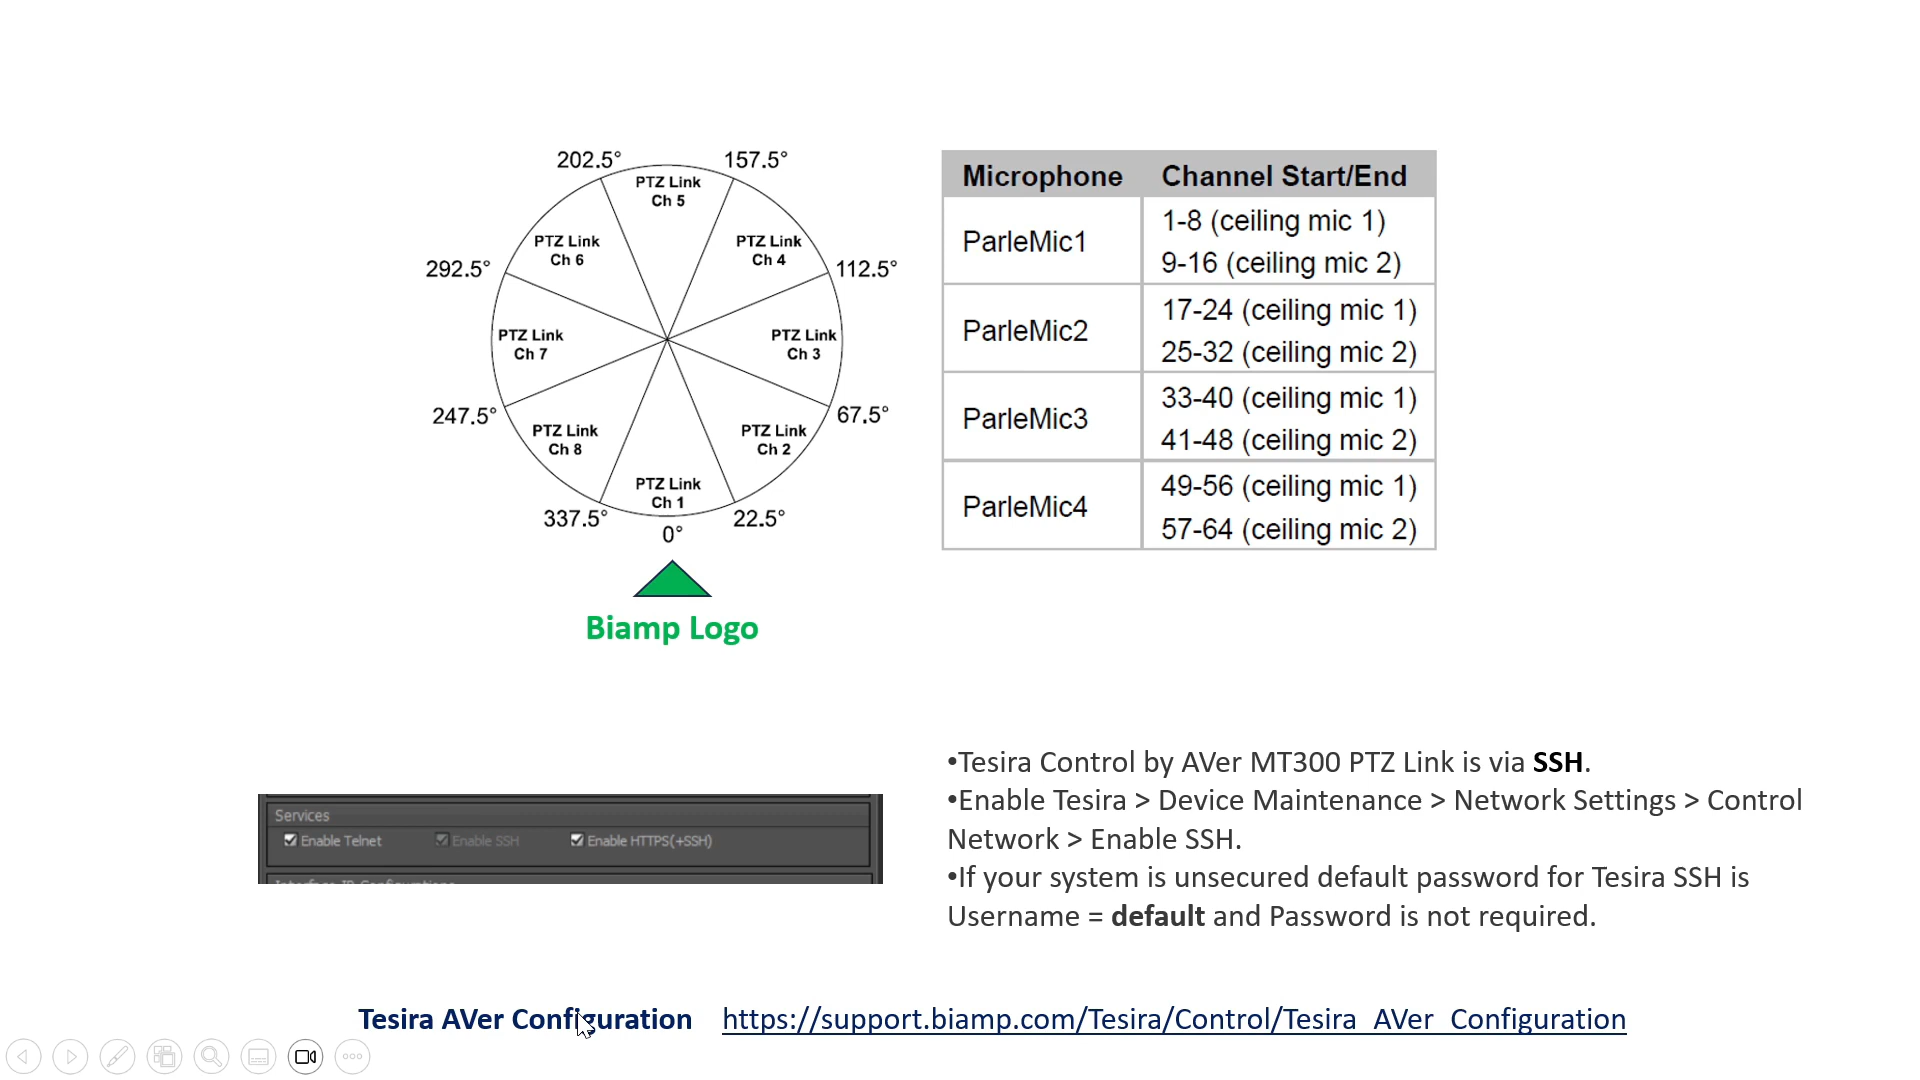 202.5°
157.5°
PTZ Link
Ch 5
PTZ Link
Ch 6
PTZ Link
Ch 4
292.5°
112.5°
PTZ Link
Ch 7
PTZ Link
Ch 3
247.5°
67.5°
PTZ Link
Ch 8
PTZ Link
Ch 2
PTZ Link
Ch 1
337.5°
22.5°
0°
Biamp Logo
Microphone Channel Start/End
ParleMic1
1-8 (ceiling mic 1)
9-16 (ceiling mic 2)
ParleMic2
17-24 (ceiling mic 1)
25-32 (ceiling mic 2)
ParleMic3
33-40 (ceiling mic 1)
41-48 (ceiling mic 2)
ParleMic4
49-56 (ceiling mic 1)
57-64 (ceiling mic 2)
Services
Enable Telnet Enable SSH Enable HTTPS(+SSH)
Interface IP Configurations
•Tesira Control by AVer MT300 PTZ Link is via SSH.
•Enable Tesira > Device Maintenance > Network Settings > Control
Network > Enable SSH.
•If your system is unsecured default password for Tesira SSH is
Username = default and Password is not required.
Tesira AVer Configuration https://support.biamp.com/Tesira/Control/Tesira_AVer_Configuration